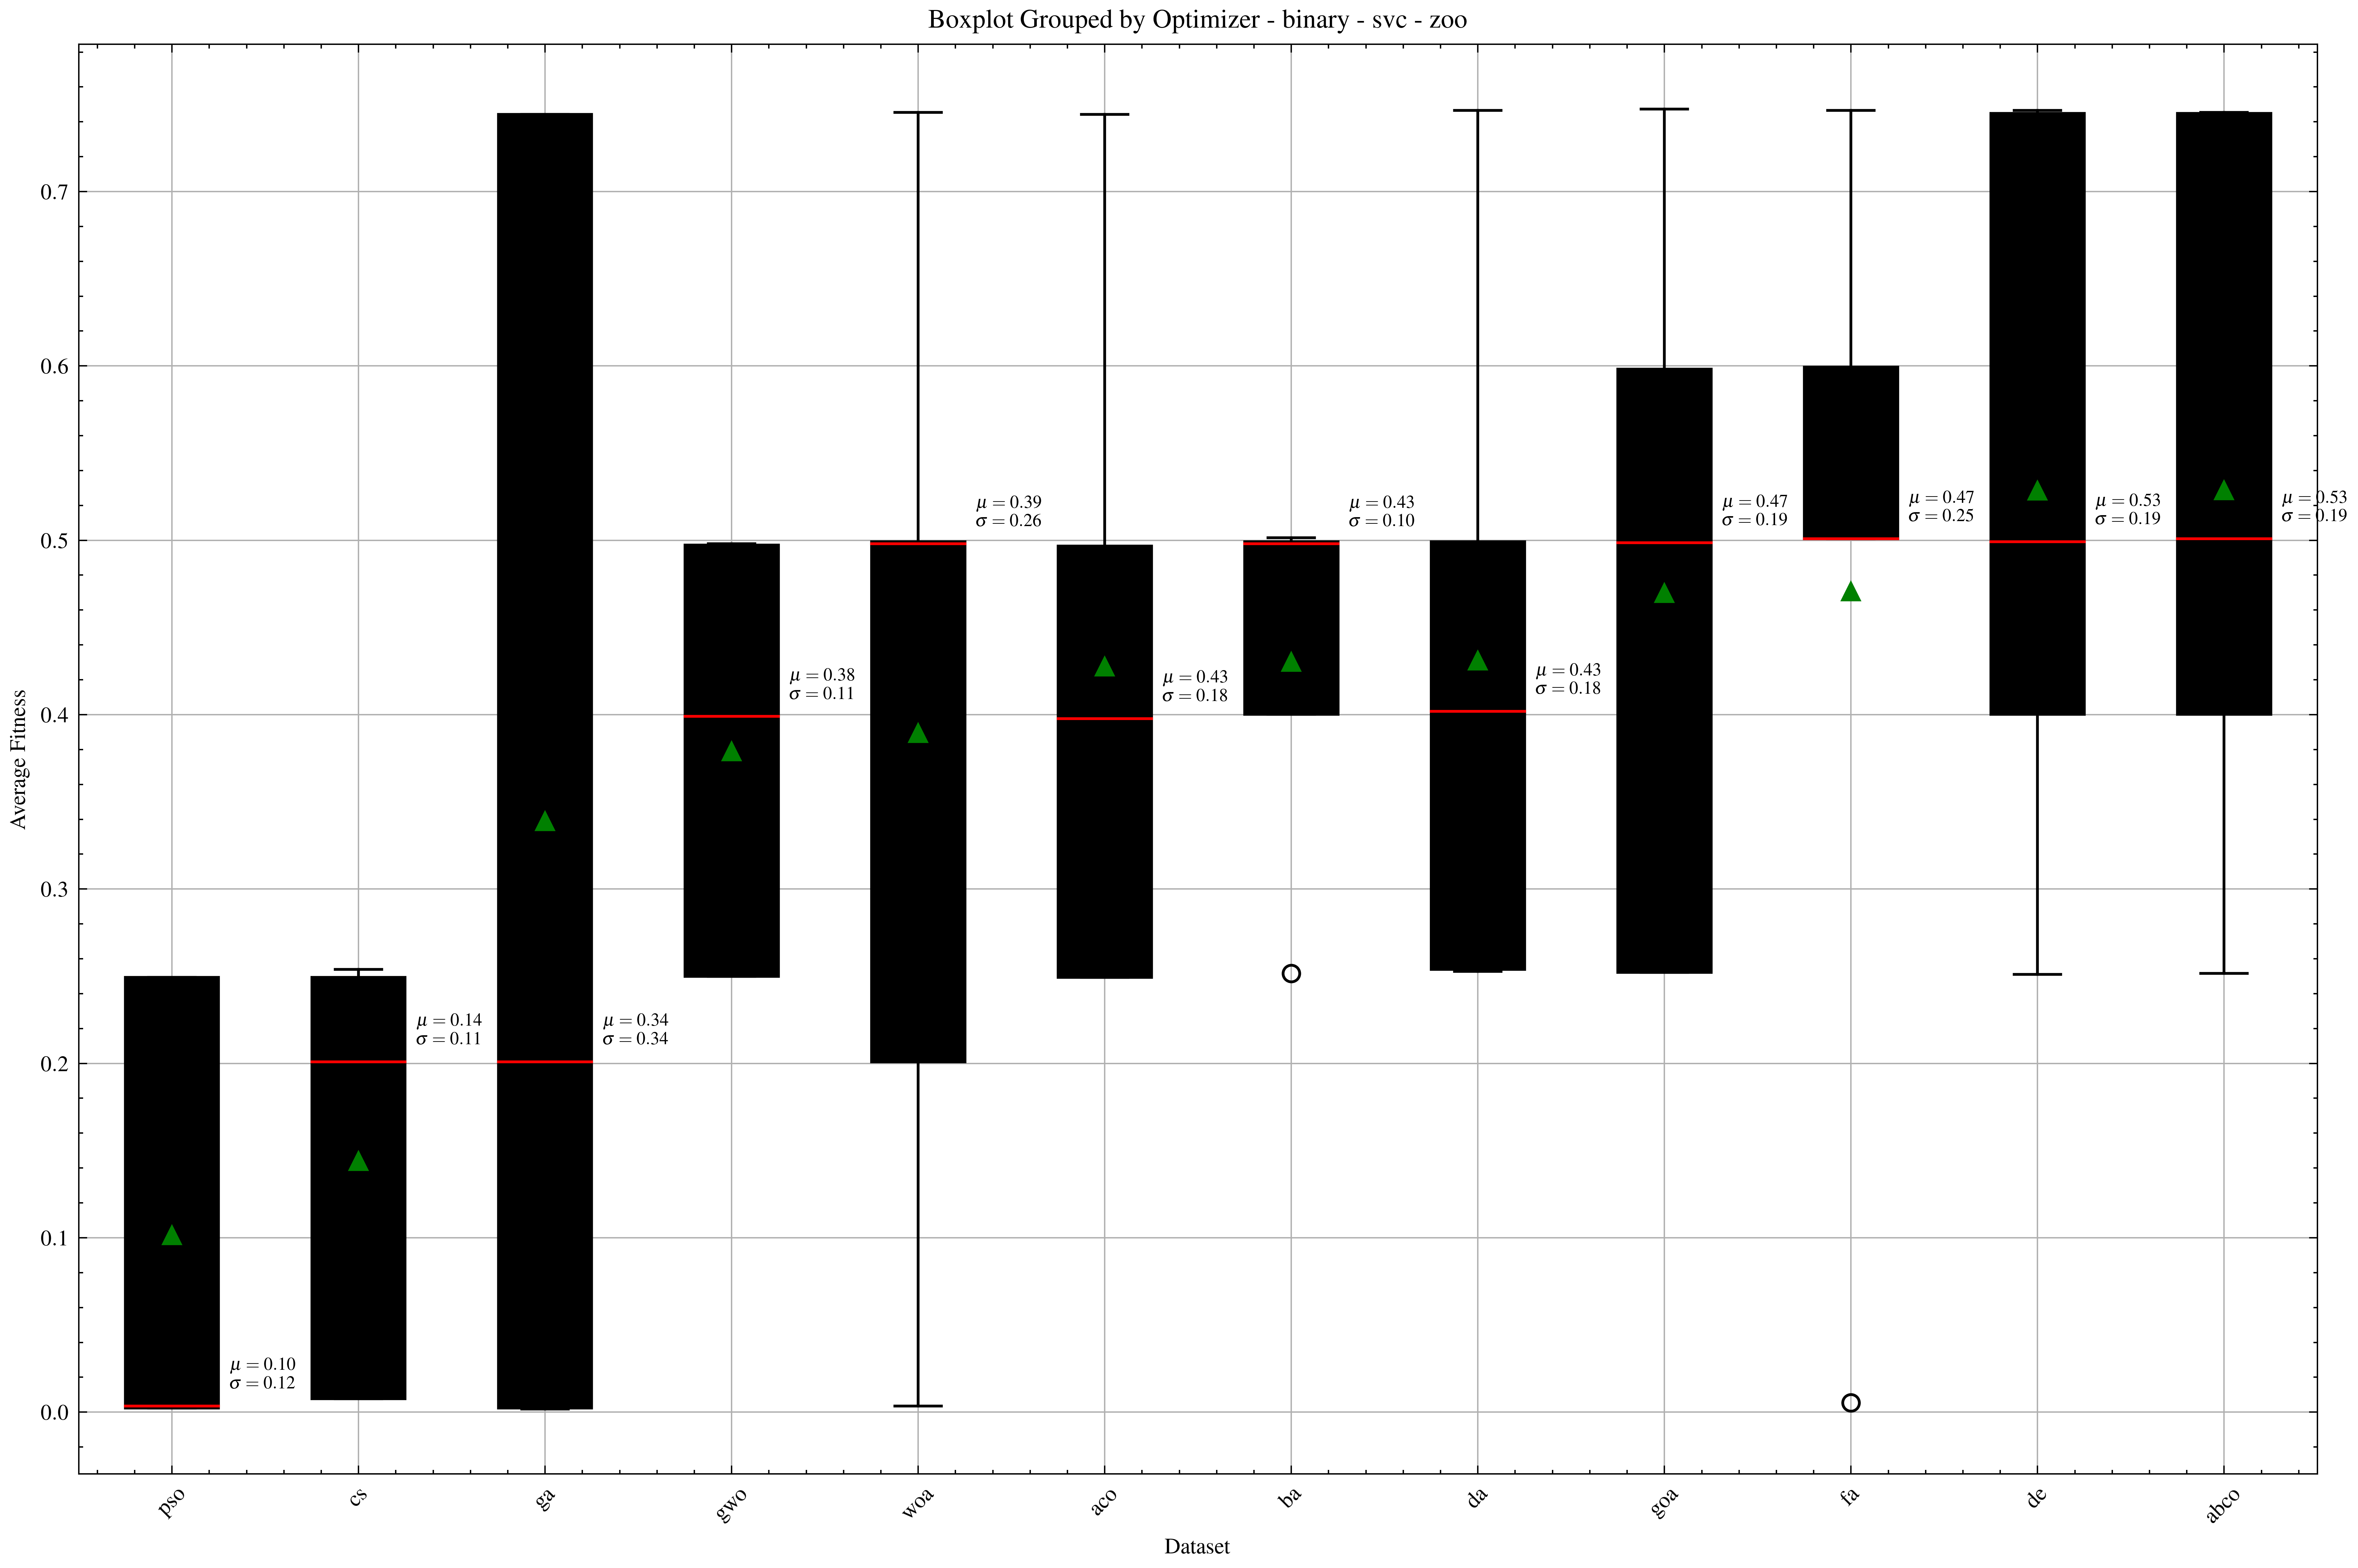 Boxplot Grouped by Optimizer - binary - svc - zoo
Average Fitness
0.7
0.6
0.5
0.4
0.3
0.2
0.1
0.0
μ = 0.10
σ = 0.12
μ = 0.14
σ = 0.11
μ = 0.34
σ = 0.34
μ = 0.38
σ = 0.11
μ = 0.39
σ = 0.26
μ = 0.43
σ = 0.18
μ = 0.43
σ = 0.10
μ = 0.43
σ = 0.18
μ = 0.47
σ = 0.19
μ = 0.47
σ = 0.25
μ = 0.53
σ = 0.19
μ = 0.53
σ = 0.19
pso
cs
ga
gwo
woa
aco
ba
da
goa
fa
de
abco
Dataset